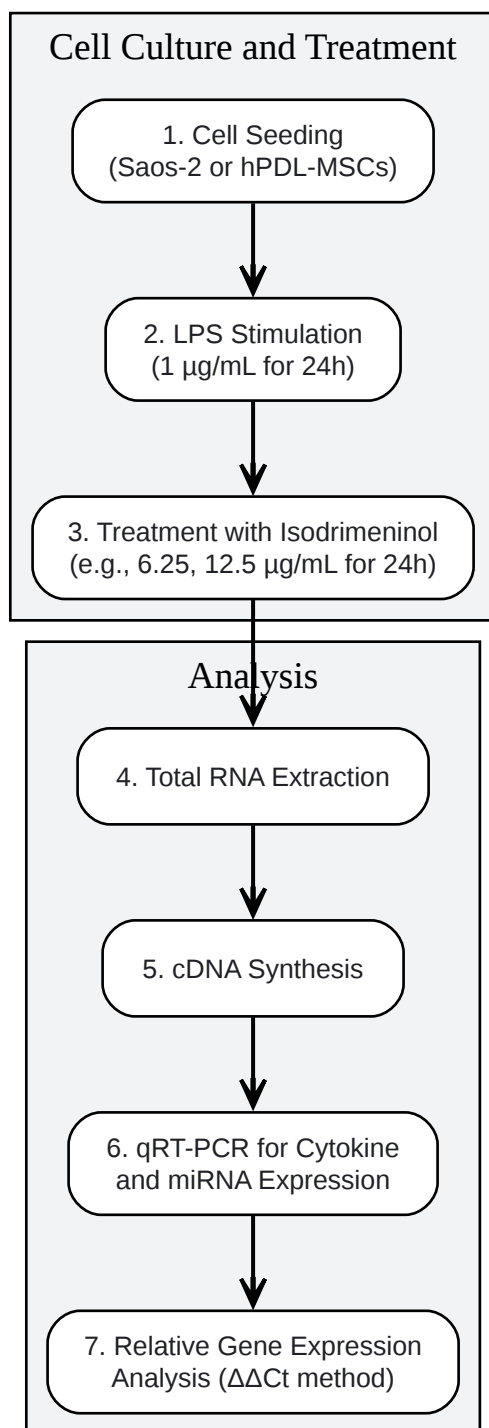 Cell Culture and Treatment
1. Cell Seeding
(Saos-2 or hPDL-MSCs)
2. LPS Stimulation
(1 µg/mL for 24h)
3. Treatment with Isodrimeninol
(e.g., 6.25, 12.5 µg/mL for 24h)
Analysis
4. Total RNA Extraction
5. cDNA Synthesis
6. qRT-PCR for Cytokine
and miRNA Expression
7. Relative Gene Expression
Analysis (ΔΔCt method)